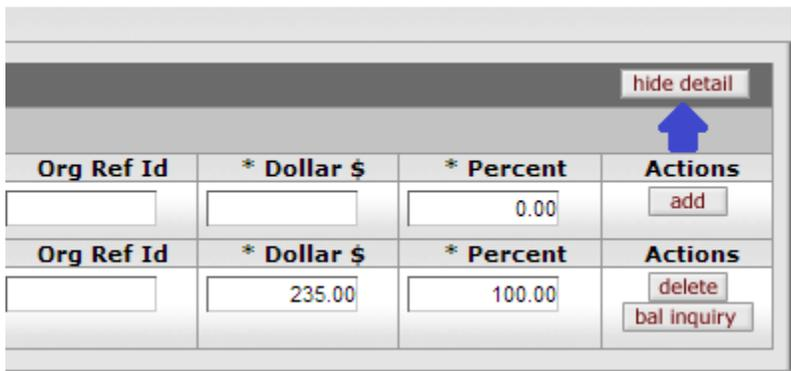 hide detail
Org Ref Id * Dollar $ * Percent Actions
0.00 add
Org Ref Id * Dollar $ * Percent Actions
235.00 100.00 delete
bal inquiry